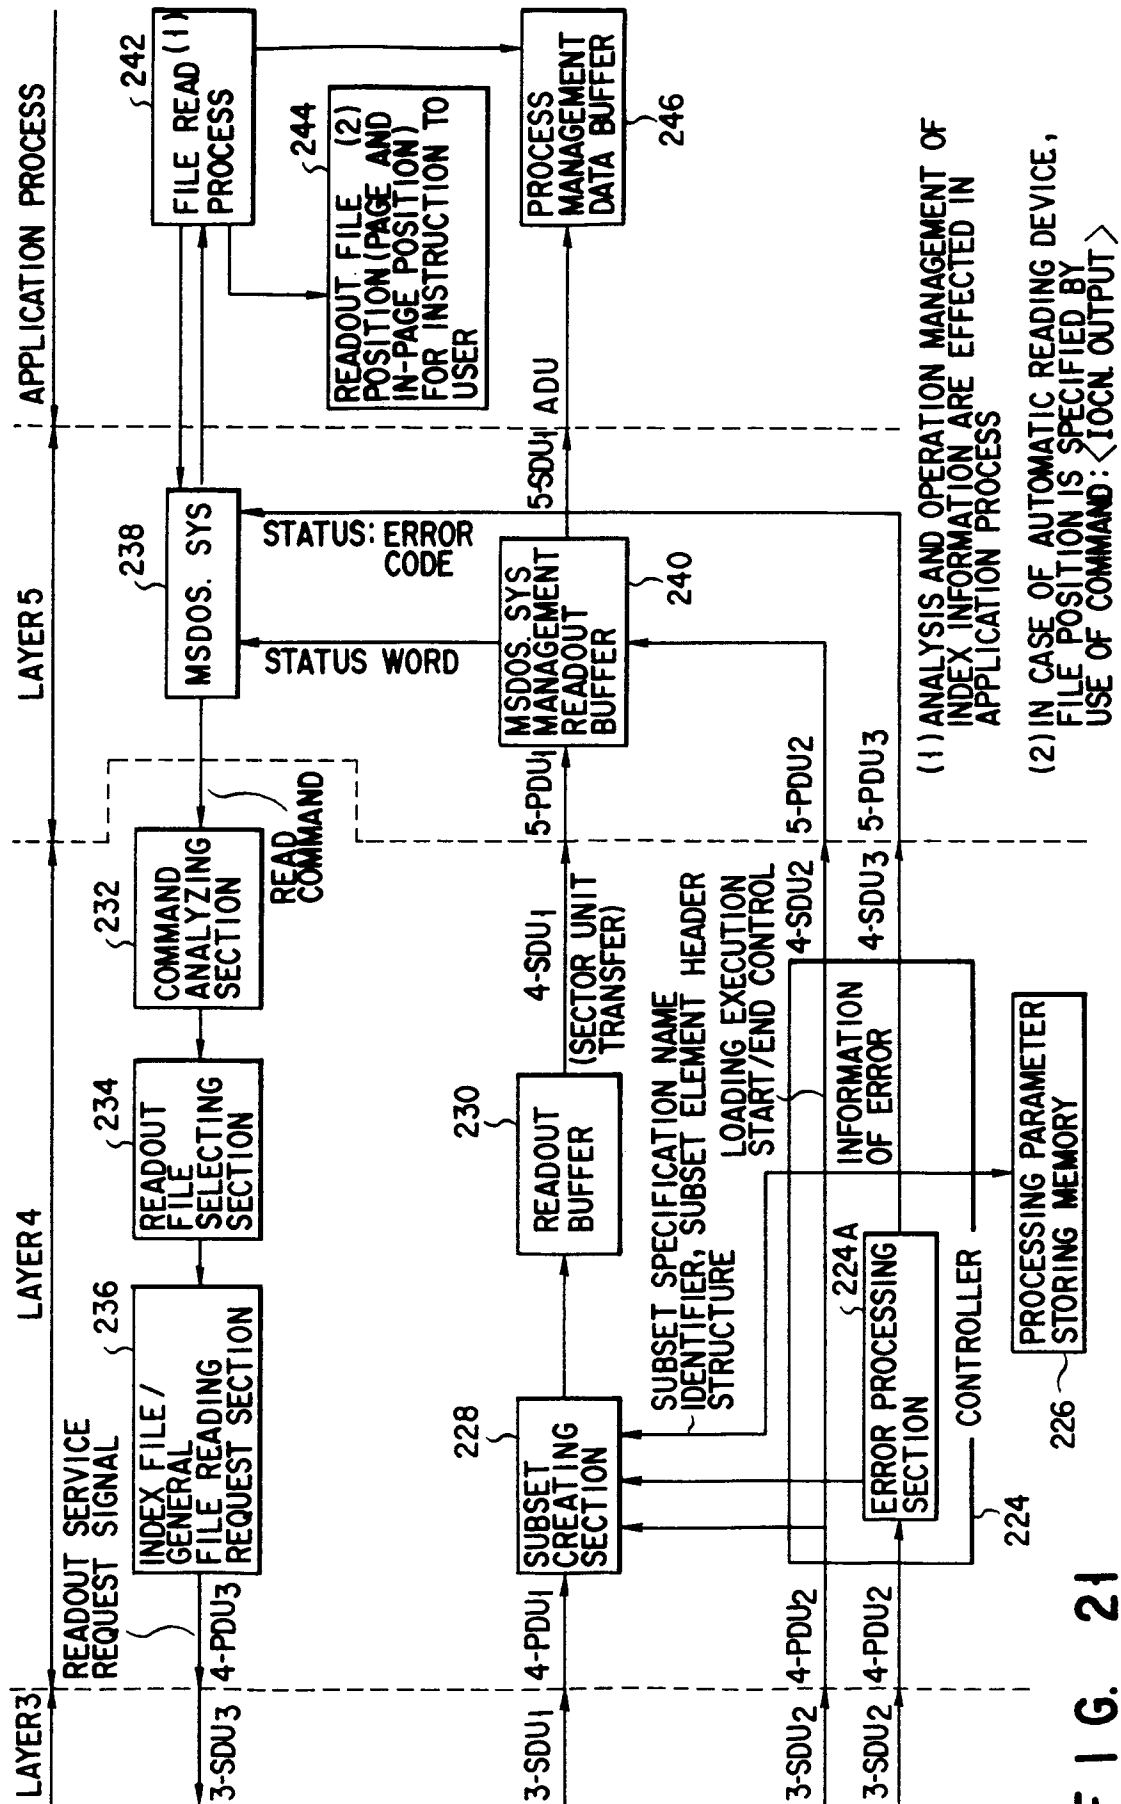 LAYER3
LAYER4
LAYER5
APPLICATION PROCESS
READOUT SERVICE
REQUEST SIGNAL
236
INDEX FILE/
GENERAL
FILE READING
REQUEST SECTION
234
READOUT
FILE
SELECTING
SECTION
232
COMMAND
ANALYZING
SECTION
READ
COMMAND
238
MSDOS. SYS
242
FILE READ (1)
PROCESS
244
READOUT FILE (2)
POSITION(PAGE AND
IN-PAGE POSITION)
FOR INSTRUCTION TO
USER
3-SDU3
4-PDU3
STATUS WORD
STATUS: ERROR
CODE
3-SDU1
4-PDU1
228
SUBSET
CREATING
SECTION
230
READOUT
BUFFER
4-SDU1
(SECTOR UNIT
TRANSFER)
5-PDU1
MSDOS. SYS
MANAGEMENT
READOUT
BUFFER
240
5-SDU1
ADU
PROCESS
MANAGEMENT
DATA BUFFER
246
SUBSET SPECIFICATION NAME
IDENTIFIER, SUBSET ELEMENT HEADER
STRUCTURE
LOADING EXECUTION
START/END CONTROL
3-SDU2
4-PDU2
4-SDU2
5-PDU2
INFORMATION
OF ERROR
224A
ERROR PROCESSING
SECTION
3-SDU2
4-PDU2
4-SDU3
5-PDU3
CONTROLLER
224
PROCESSING PARAMETER
STORING MEMORY
226
(1) ANALYSIS AND OPERATION MANAGEMENT OF
INDEX INFORMATION ARE EFFECTED IN
APPLICATION PROCESS
(2) IN CASE OF AUTOMATIC READING DEVICE,
FILE POSITION IS SPECIFIED BY
USE OF COMMAND: <IOCN. OUTPUT>
FIG. 21